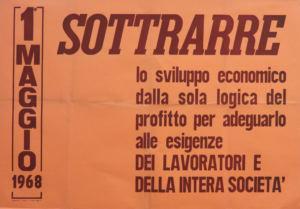 1
MAGGIO
1968
SOTTRARRE
lo sviluppo economico
dalla sola logica del
profitto per adeguarlo
alle esigenze
DEI LAVORATORI E
DELLA INTERA SOCIETA'